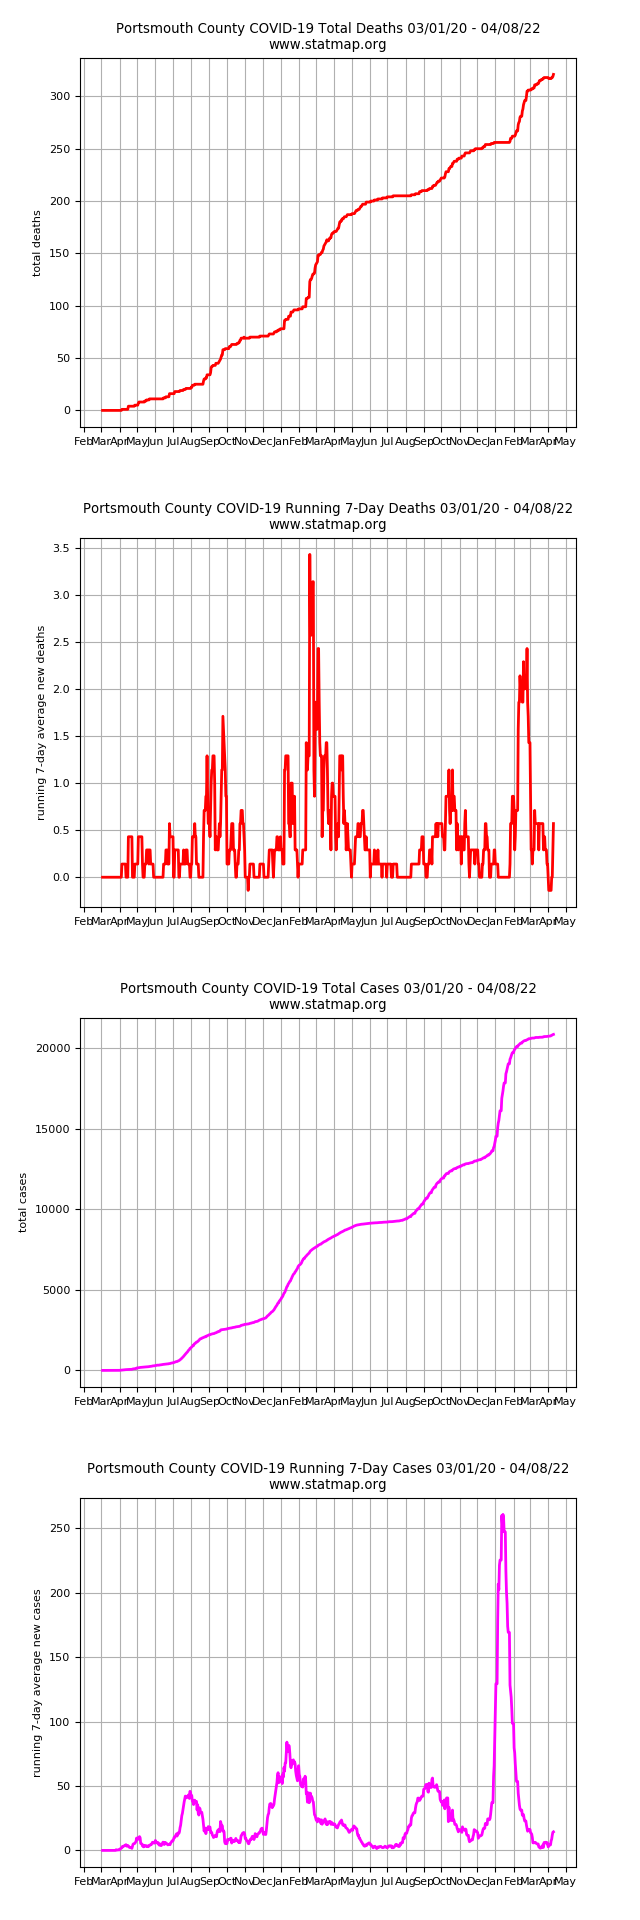 Portsmouth County COVID-19 Total Deaths 03/01/20 - 04/08/22
www.statmap.org
total deaths
300
250
200
150
100
50
0
Feb Mar Apr May Jun Jul Aug Sep Oct Nov Dec Jan Feb Mar Apr May Jun Jul Aug Sep Oct Nov Dec Jan Feb Mar Apr May
Portsmouth County COVID-19 Running 7-Day Deaths 03/01/20 - 04/08/22
www.statmap.org
running 7-day average new deaths
3.5
3.0
2.5
2.0
1.5
1.0
0.5
0.0
Feb Mar Apr May Jun Jul Aug Sep Oct Nov Dec Jan Feb Mar Apr May Jun Jul Aug Sep Oct Nov Dec Jan Feb Mar Apr May
Portsmouth County COVID-19 Total Cases 03/01/20 - 04/08/22
www.statmap.org
total cases
20000
15000
10000
5000
0
Feb Mar Apr May Jun Jul Aug Sep Oct Nov Dec Jan Feb Mar Apr May Jun Jul Aug Sep Oct Nov Dec Jan Feb Mar Apr May
Portsmouth County COVID-19 Running 7-Day Cases 03/01/20 - 04/08/22
www.statmap.org
running 7-day average new cases
250
200
150
100
50
0
Feb Mar Apr May Jun Jul Aug Sep Oct Nov Dec Jan Feb Mar Apr May Jun Jul Aug Sep Oct Nov Dec Jan Feb Mar Apr May